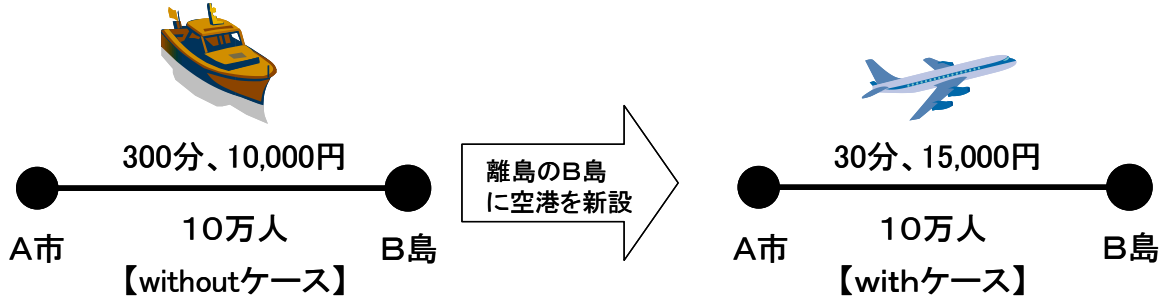 300分、10,000円
10万人
A市
B島
【withoutケース】
離島のB島
に空港を新設
30分、15,000円
10万人
A市
B島
【withケース】